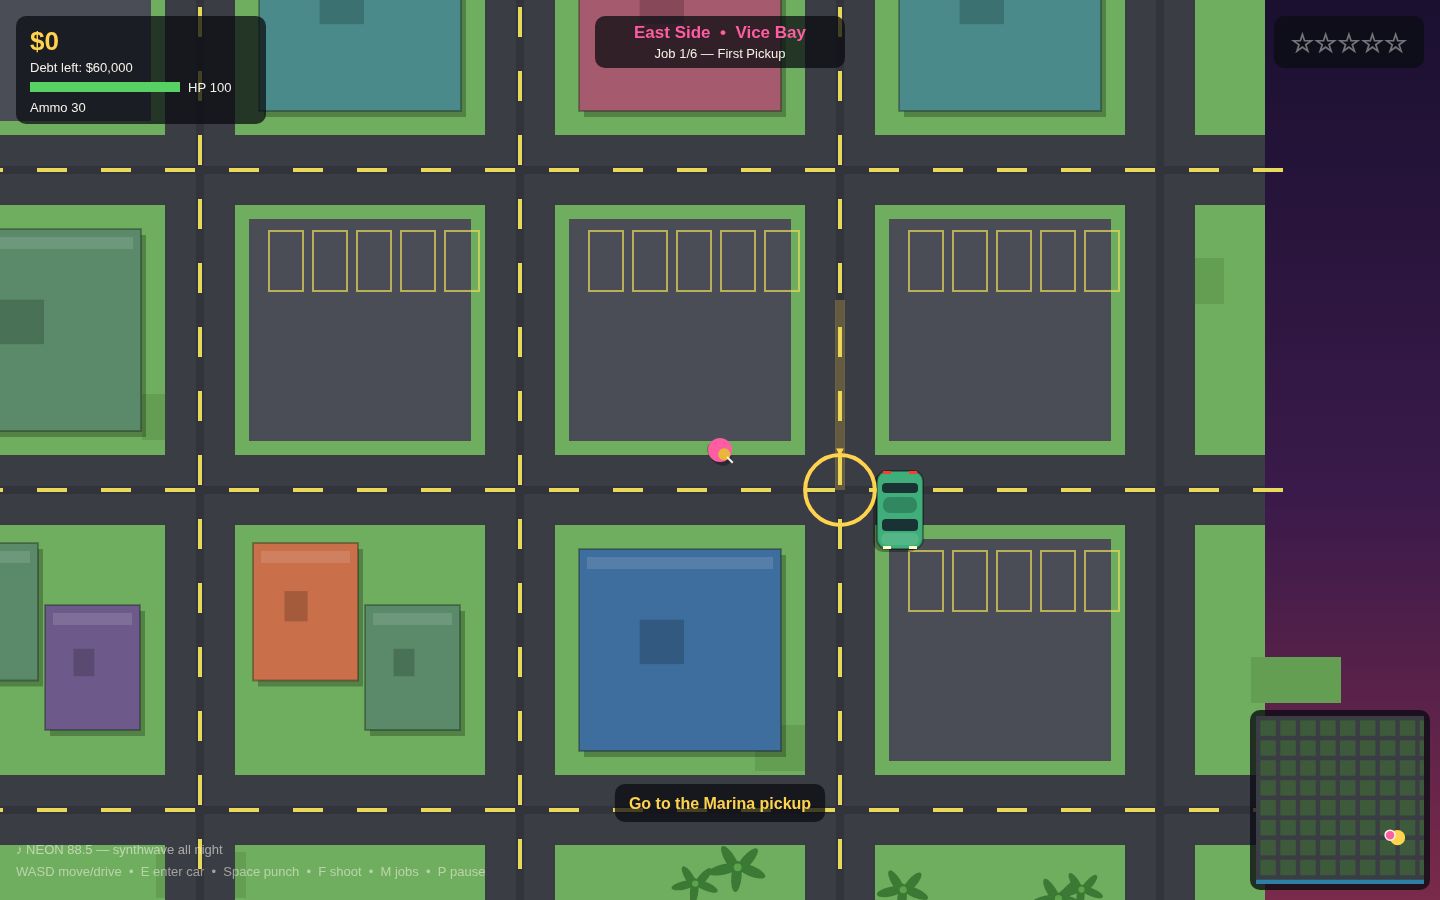 $0
Debt left: $60,000
HP 100
Ammo 30
East Side • Vice Bay
Job 1/6 — First Pickup
☆☆☆☆☆
Go to the Marina pickup
♪ NEON 88.5 — synthwave all night
WASD move/drive • E enter car • Space punch • F shoot • M jobs • P pause